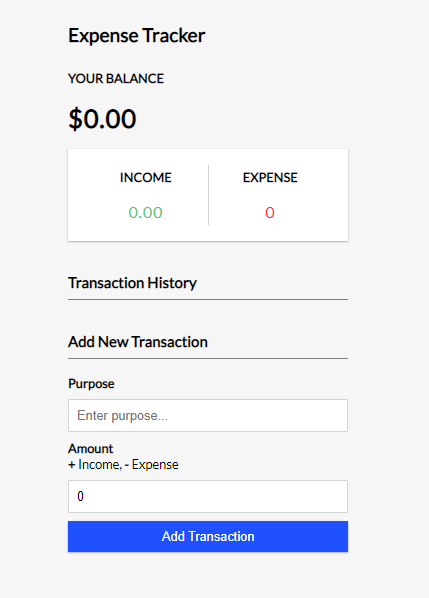 Expense Tracker
YOUR BALANCE
$0.00
INCOME EXPENSE
0.00 0
Transaction History
Add New Transaction
Purpose
Enter purpose...
Amount
+ Income, - Expense
0
Add Transaction